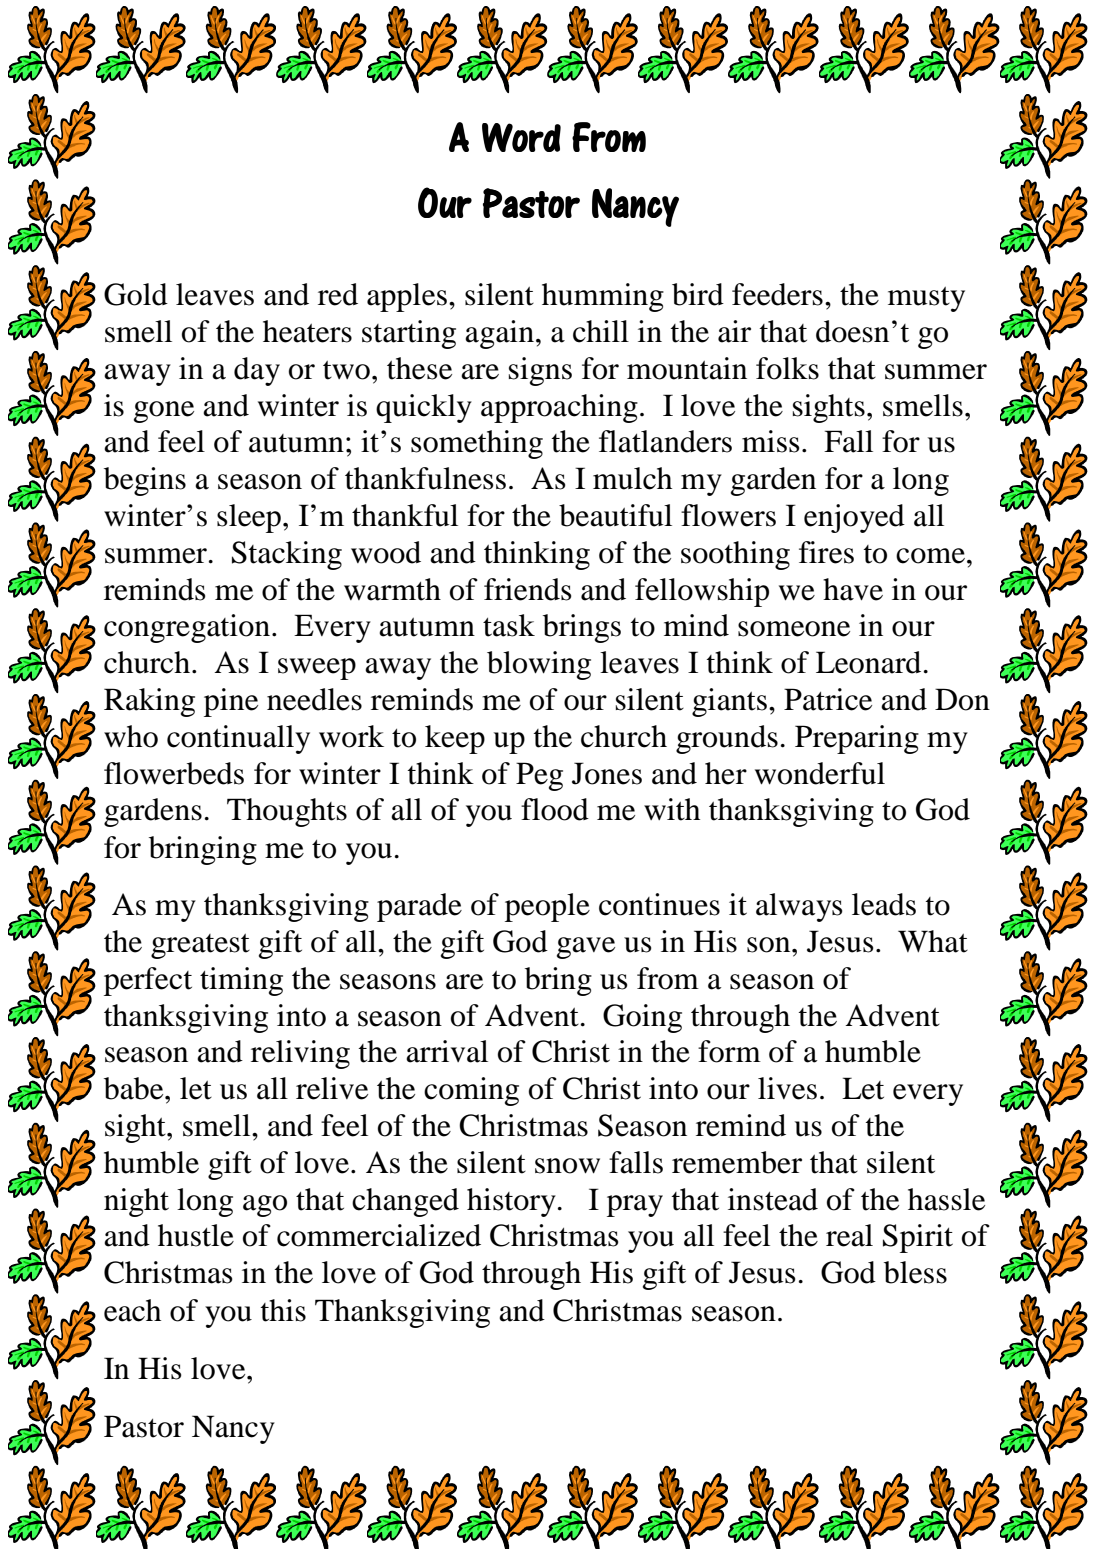 A Word From
Our Pastor Nancy
Gold leaves and red apples, silent humming bird feeders, the musty
smell of the heaters starting again, a chill in the air that doesn’t go
away in a day or two, these are signs for mountain folks that summer
is gone and winter is quickly approaching.  I love the sights, smells,
and feel of autumn; it’s something the flatlanders miss.  Fall for us
begins a season of thankfulness.  As I mulch my garden for a long
winter’s sleep, I’m thankful for the beautiful flowers I enjoyed all
summer.  Stacking wood and thinking of the soothing fires to come,
reminds me of the warmth of friends and fellowship we have in our
congregation.  Every autumn task brings to mind someone in our
church.  As I sweep away the blowing leaves I think of Leonard.
Raking pine needles reminds me of our silent giants, Patrice and Don
who continually work to keep up the church grounds. Preparing my
flowerbeds for winter I think of Peg Jones and her wonderful
gardens.  Thoughts of all of you flood me with thanksgiving to God
for bringing me to you.
As my thanksgiving parade of people continues it always leads to
the greatest gift of all, the gift God gave us in His son, Jesus.  What
perfect timing the seasons are to bring us from a season of
thanksgiving into a season of Advent.  Going through the Advent
season and reliving the arrival of Christ in the form of a humble
babe, let us all relive the coming of Christ into our lives.  Let every
sight, smell, and feel of the Christmas Season remind us of the
humble gift of love. As the silent snow falls remember that silent
night long ago that changed history.   I pray that instead of the hassle
and hustle of commercialized Christmas you all feel the real Spirit of
Christmas in the love of God through His gift of Jesus.  God bless
each of you this Thanksgiving and Christmas season.
In His love,
Pastor Nancy